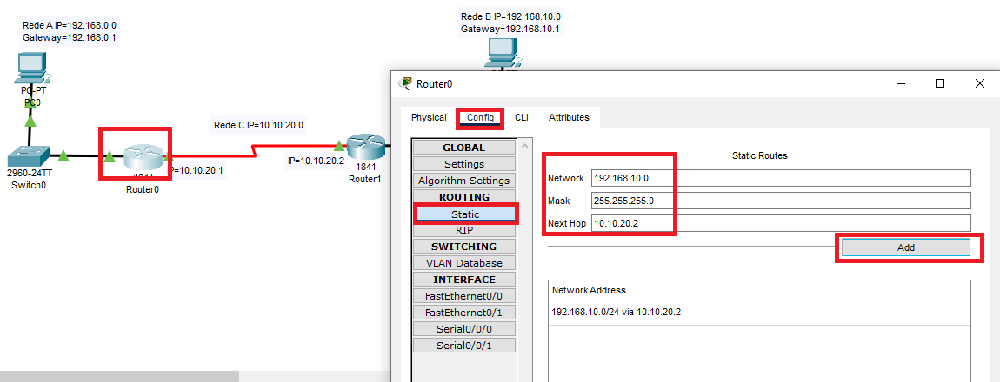 Rede A IP=192.168.0.0
Gateway=192.168.0.1
PC-PT
PC0
2960-24TT
Switch0
1841
Router0
IP=10.10.20.1
Rede C IP=10.10.20.0
IP=10.10.20.2
1841
Router1
Rede B IP=192.168.10.0
Gateway=192.168.10.1
Router0
Physical Config CLI Attributes
GLOBAL
Settings
Algorithm Settings
ROUTING
Static
RIP
SWITCHING
VLAN Database
INTERFACE
FastEthernet0/0
FastEthernet0/1
Serial0/0/0
Serial0/0/1
Static Routes
Network 192.168.10.0
Mask 255.255.255.0
Next Hop 10.10.20.2
Add
Network Address
192.168.10.0/24 via 10.10.20.2